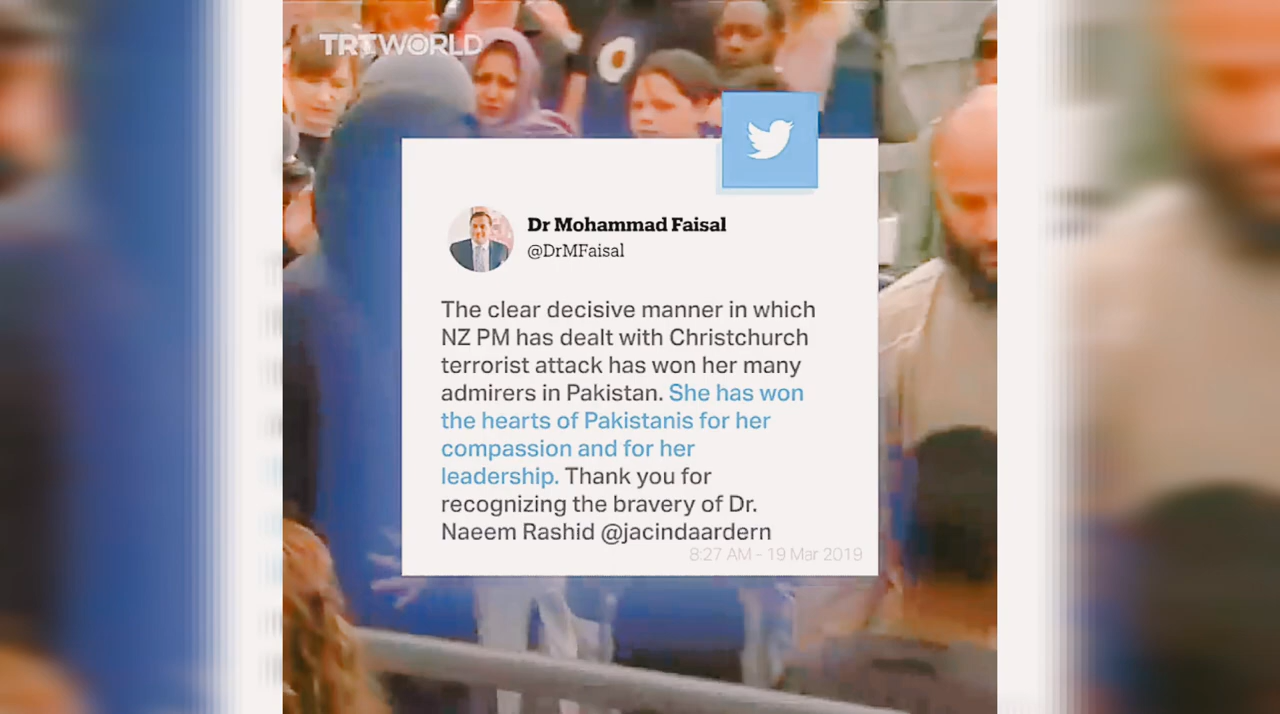 TRT WORLD
Dr Mohammad Faisal
@DrMFaisal
The clear decisive manner in which
NZ PM has dealt with Christchurch
terrorist attack has won her many
admirers in Pakistan. She has won
the hearts of Pakistanis for her
compassion and for her
leadership. Thank you for
recognizing the bravery of Dr.
Naeem Rashid @jacindaardern
8:27 AM - 19 Mar 2019